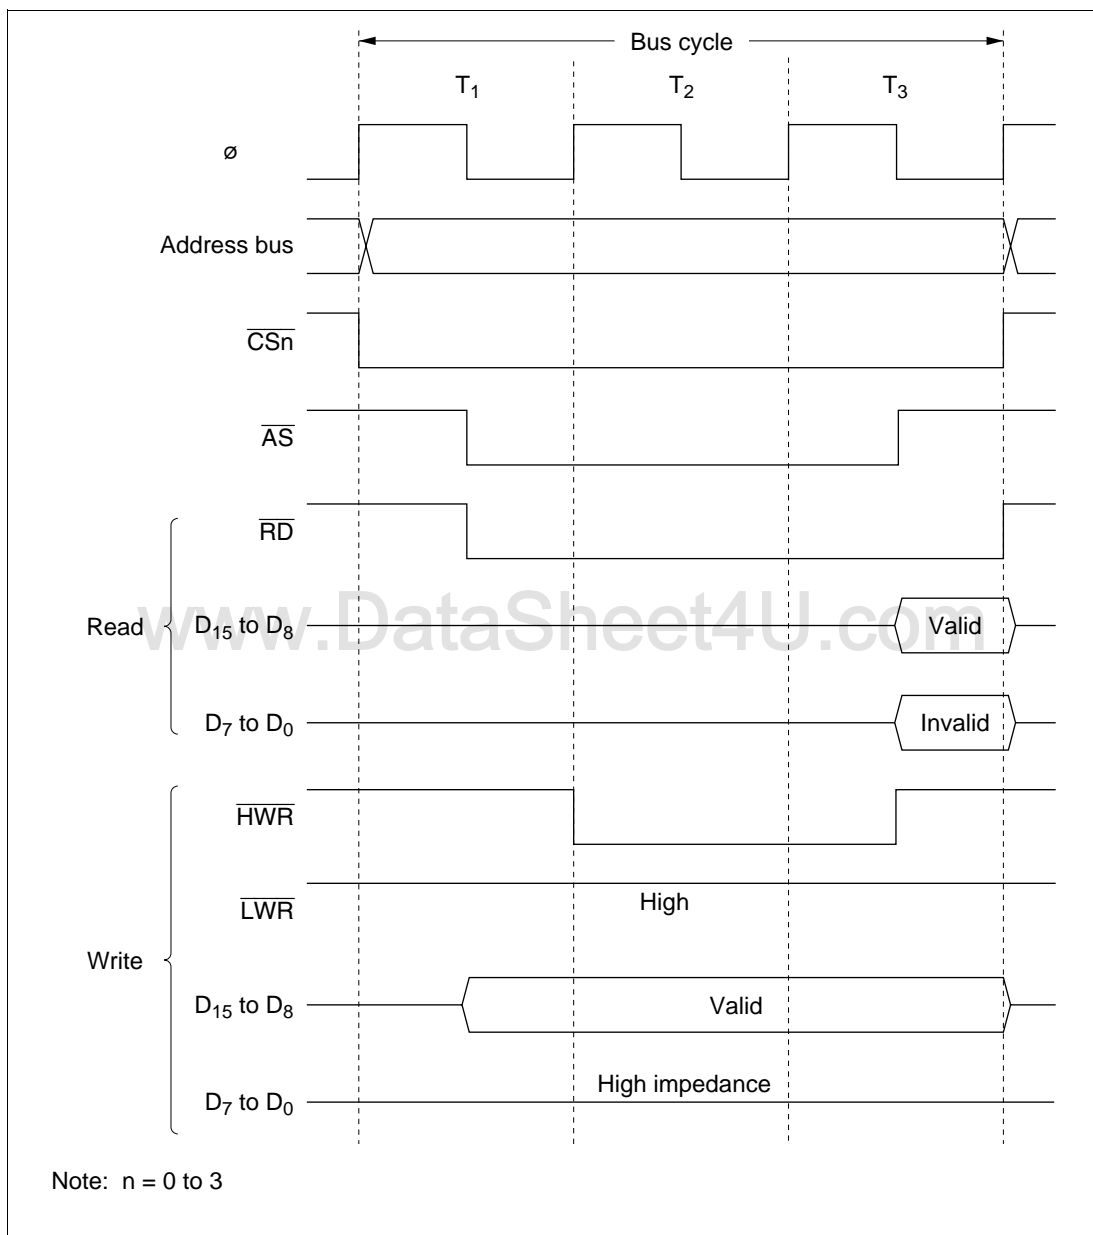 Bus cycle
T1 T2 T3
ø
Address bus
CSn
AS
RD
Read
www.DataSheet4U.com
D15 to D8 Valid
D7 to D0 Invalid
HWR
LWR High
Write
D15 to D8 Valid
D7 to D0 High impedance
Note: n = 0 to 3